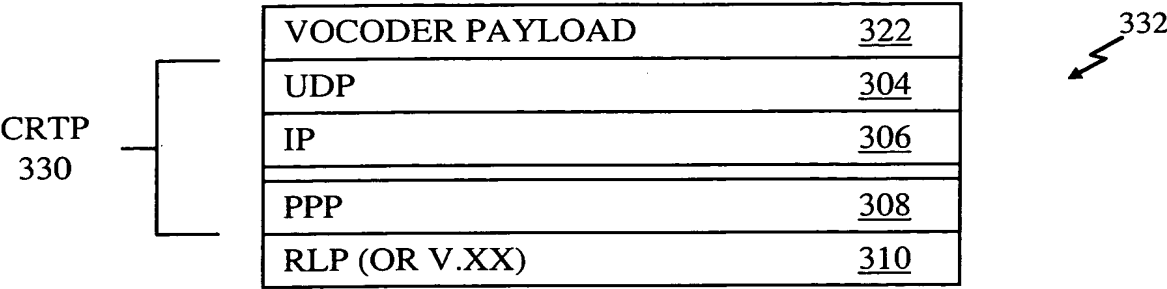 VOCODER PAYLOAD 322
332
UDP 304
CRTP
330
IP 306
PPP 308
RLP (OR V.XX) 310